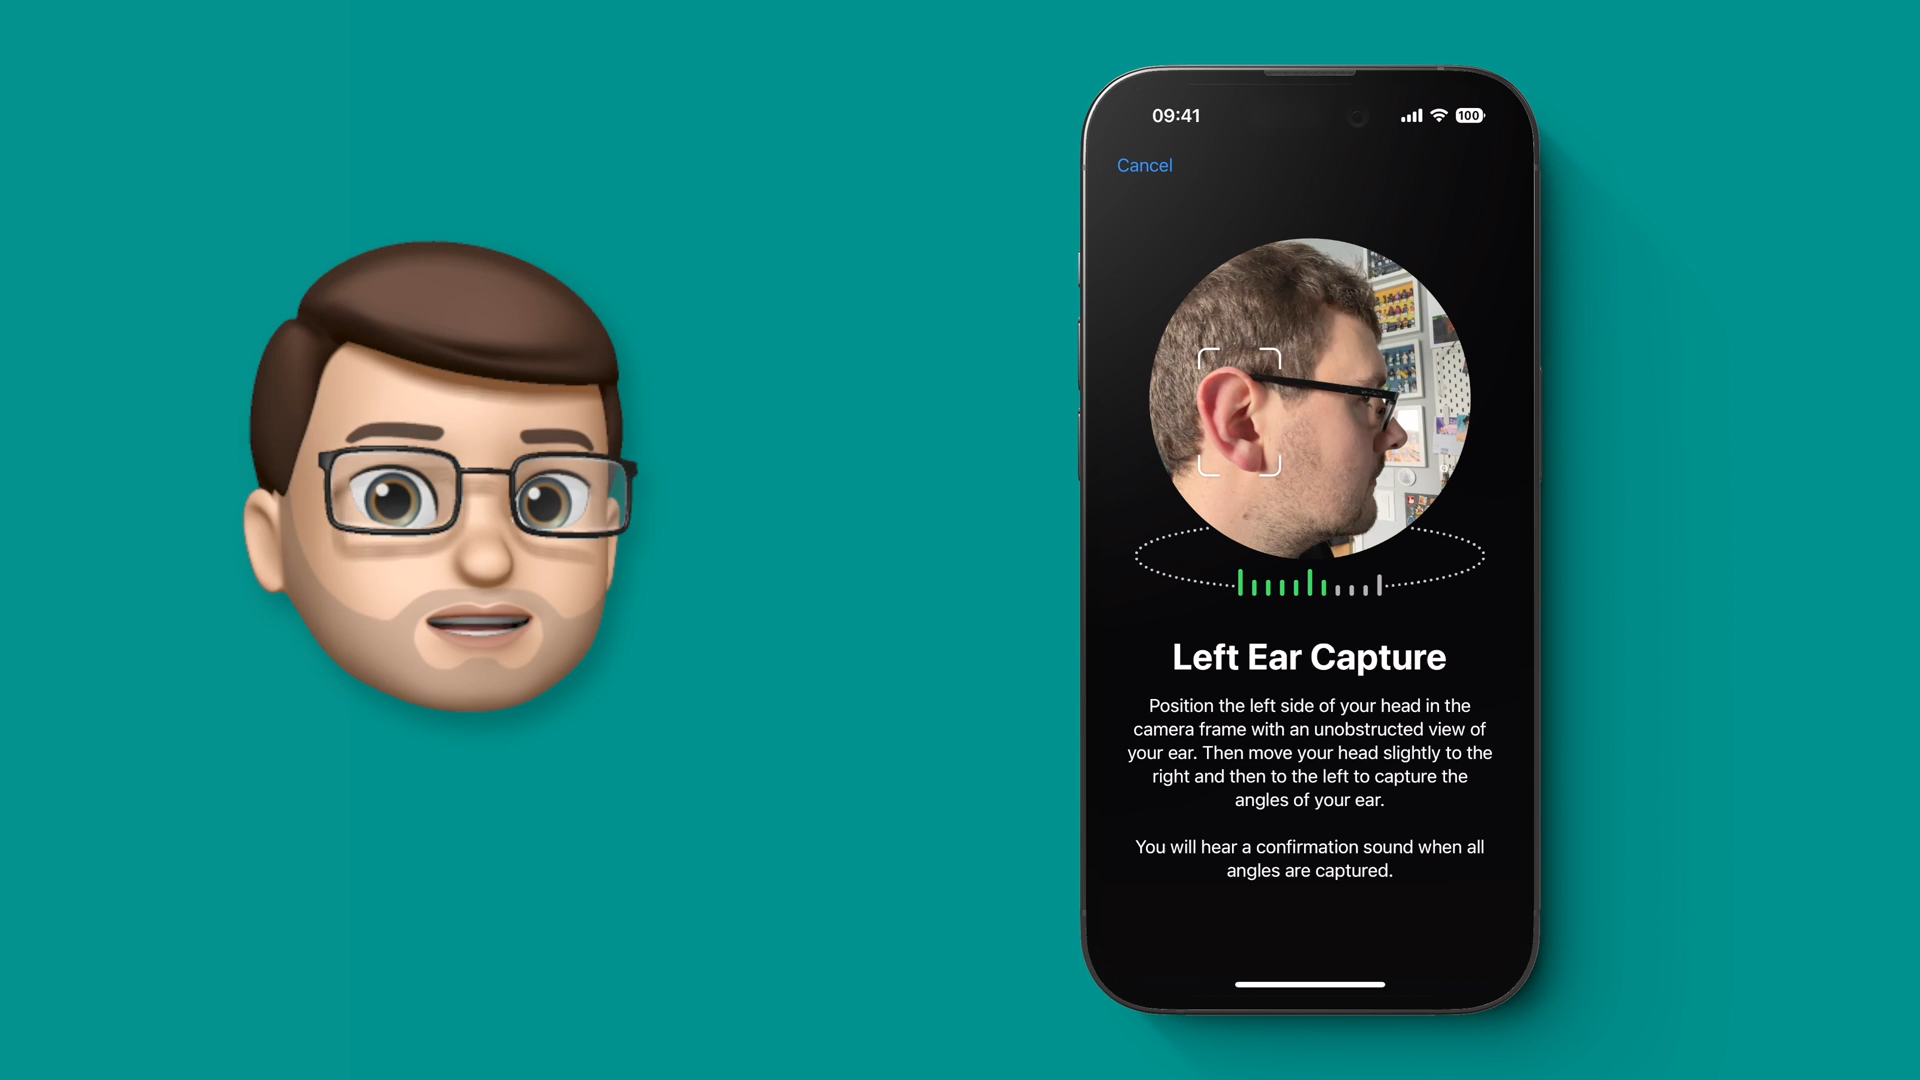 09:41
100
Cancel
Left Ear Capture
Position the left side of your head in the
camera frame with an unobstructed view of
your ear. Then move your head slightly to the
right and then to the left to capture the
angles of your ear.
You will hear a confirmation sound when all
angles are captured.